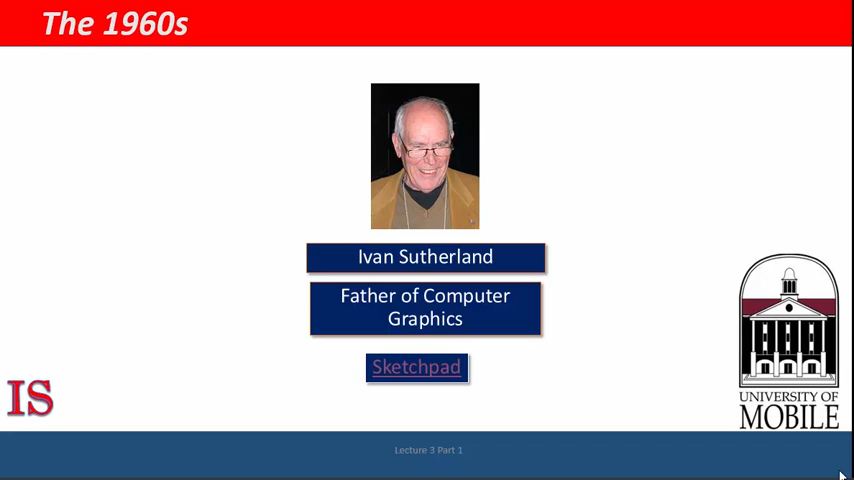 The 1960s
Ivan Sutherland
Father of Computer
Graphics
Sketchpad
IS
UNIVERSITY OF
MOBILE
Lecture 3 Part 1